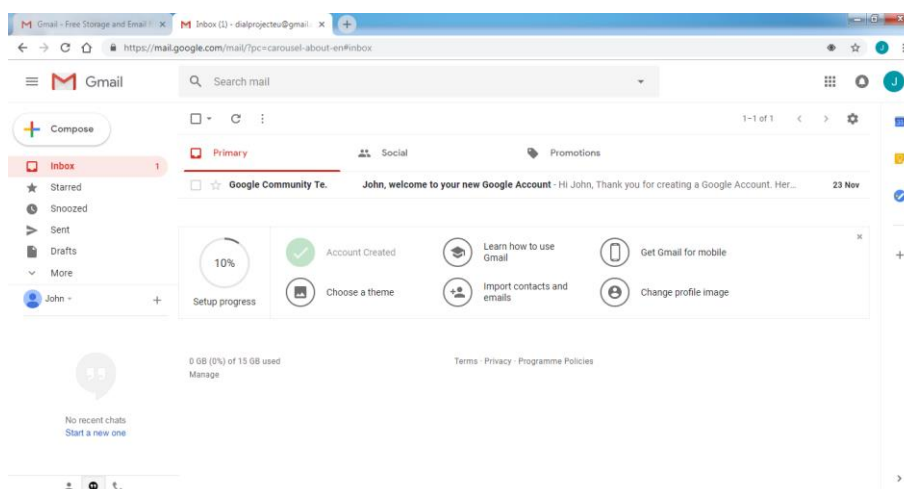 Gmail - Free Storage and Email
Inbox (1) - dialprojecteu@gmail.
https://mail.google.com/mail/?pc=carousel-about-en#inbox
J
Gmail
Search mail
J
Compose
1-1 of 1
Primary
Social
Promotions
Inbox 1
Google Community Te. John, welcome to your new Google Account - Hi John, Thank you for creating a Google Account. Her... 23 Nov
Starred
Snoozed
Sent
Drafts
More
John
10%
Setup progress
Account Created
Learn how to use
Gmail
Get Gmail for mobile
Choose a theme
Import contacts and
emails
Change profile image
0 GB (0%) of 15 GB used
Manage
Terms · Privacy · Programme Policies
No recent chats
Start a new one